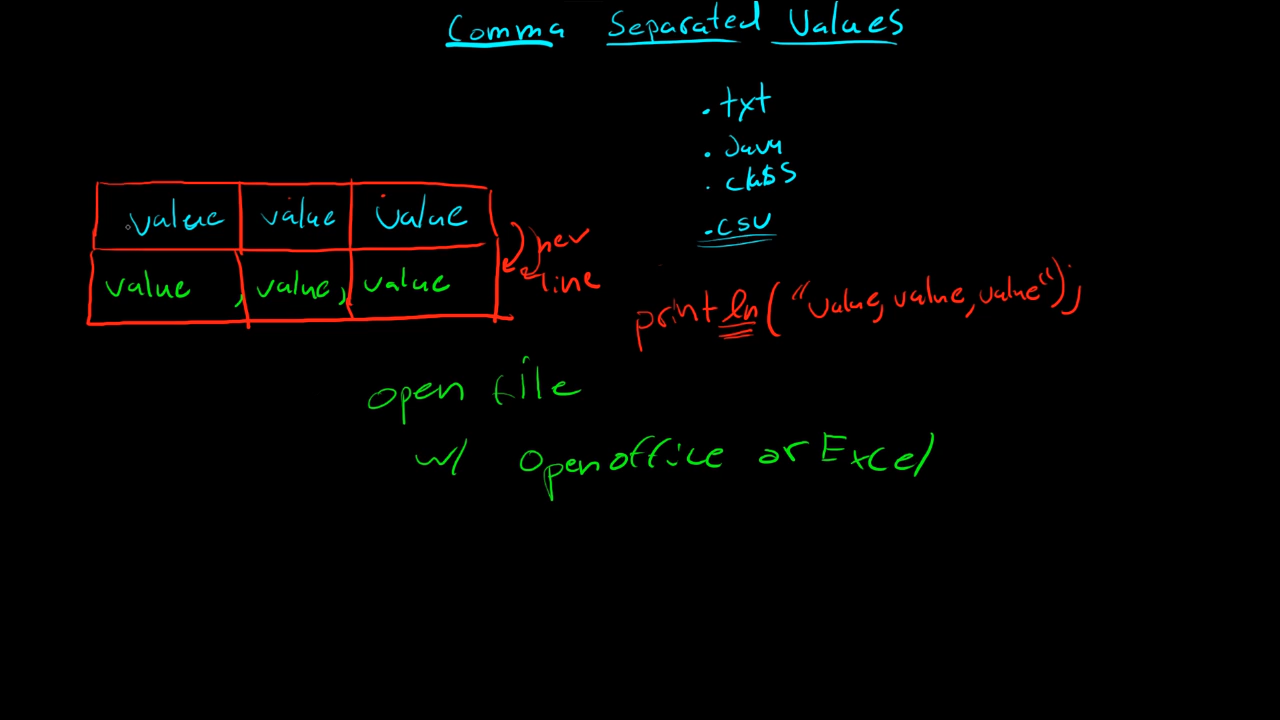 Comma Separated Values
.txt
.Java
.class
.csv
value value value
value, value, value
new
line
println("value,value,value");
open file
w/ Openoffice or Excel